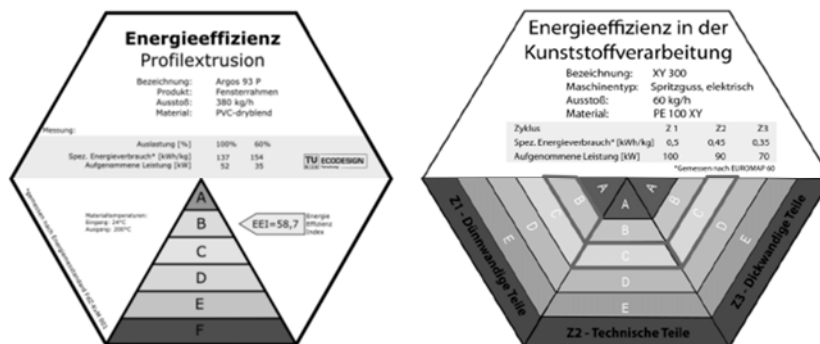 Energieeffizienz
Profilextrusion
Bezeichnung: Argos 93 P
Produkt: Fensterrahmen
Ausstoß: 380 kg/h
Material: PVC-dryblend
Messung:
Auslastung [%] 100% 60%
Spez. Energieverbrauch* [kWh/kg] 137 154
Aufgenommene Leistung [kW] 52 35
TU ECODESIGN
Materialtemperaturen:
Eingang: 24°C
Ausgang: 200°C
EEI=58,7
Energie
Effizienz
Index
A
B
C
D
E
F
*gemessen nach Energiemessstandard
Energieeffizienz in der
Kunststoffverarbeitung
Bezeichnung: XY 300
Maschinentyp: Spritzguss, elektrisch
Ausstoß: 60 kg/h
Material: PE 100 XY
Zyklus Z 1 Z2 Z3
Spez. Energieverbrauch* [kWh/kg] 0,5 0,45 0,35
Aufgenommene Leistung [kW] 100 90 70
*Gemessen nach EUROMAP 60
E D C B A
A
B
C
D
E
A B C D E
Z1 - Dünnwandige Teile
Z2 - Technische Teile
Z3 - Dickwandige Teile